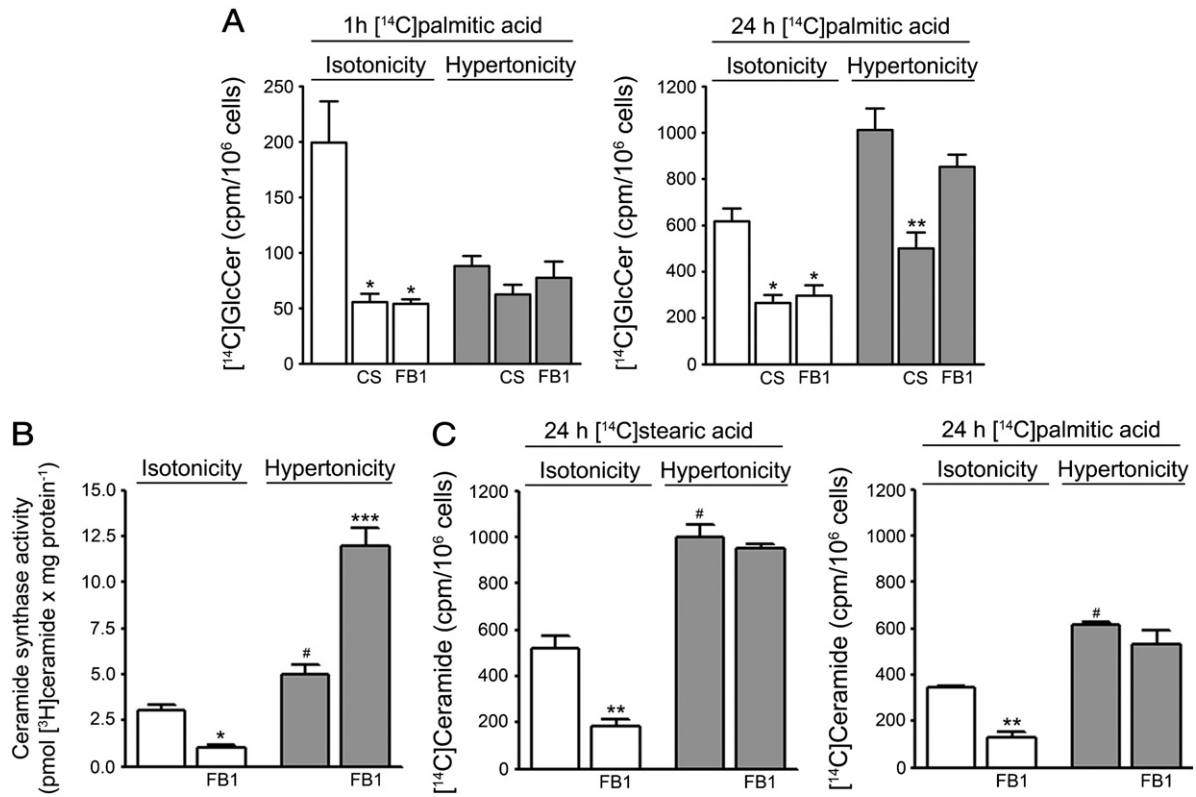 A
1h [¹⁴C]palmitic acid
Isotonicity Hypertonicity
[¹⁴C]GlcCer (cpm/10⁶ cells)
250
200
150
100
50
0
* *
CS FB1 CS FB1
24 h [¹⁴C]palmitic acid
Isotonicity Hypertonicity
[¹⁴C]GlcCer (cpm/10⁶ cells)
1200
1000
800
600
400
200
0
* * **
CS FB1 CS FB1
B
Isotonicity Hypertonicity
Ceramide synthase activity
(pmol [³H]ceramide x mg protein⁻¹)
15.0
12.5
10.0
7.5
5.0
2.5
0.0
* # ***
FB1 FB1
C
24 h [¹⁴C]stearic acid
Isotonicity Hypertonicity
[¹⁴C]Ceramide (cpm/10⁶ cells)
1200
1000
800
600
400
200
0
** #
FB1 FB1
24 h [¹⁴C]palmitic acid
Isotonicity Hypertonicity
[¹⁴C]Ceramide (cpm/10⁶ cells)
1200
1000
800
600
400
200
0
** #
FB1 FB1